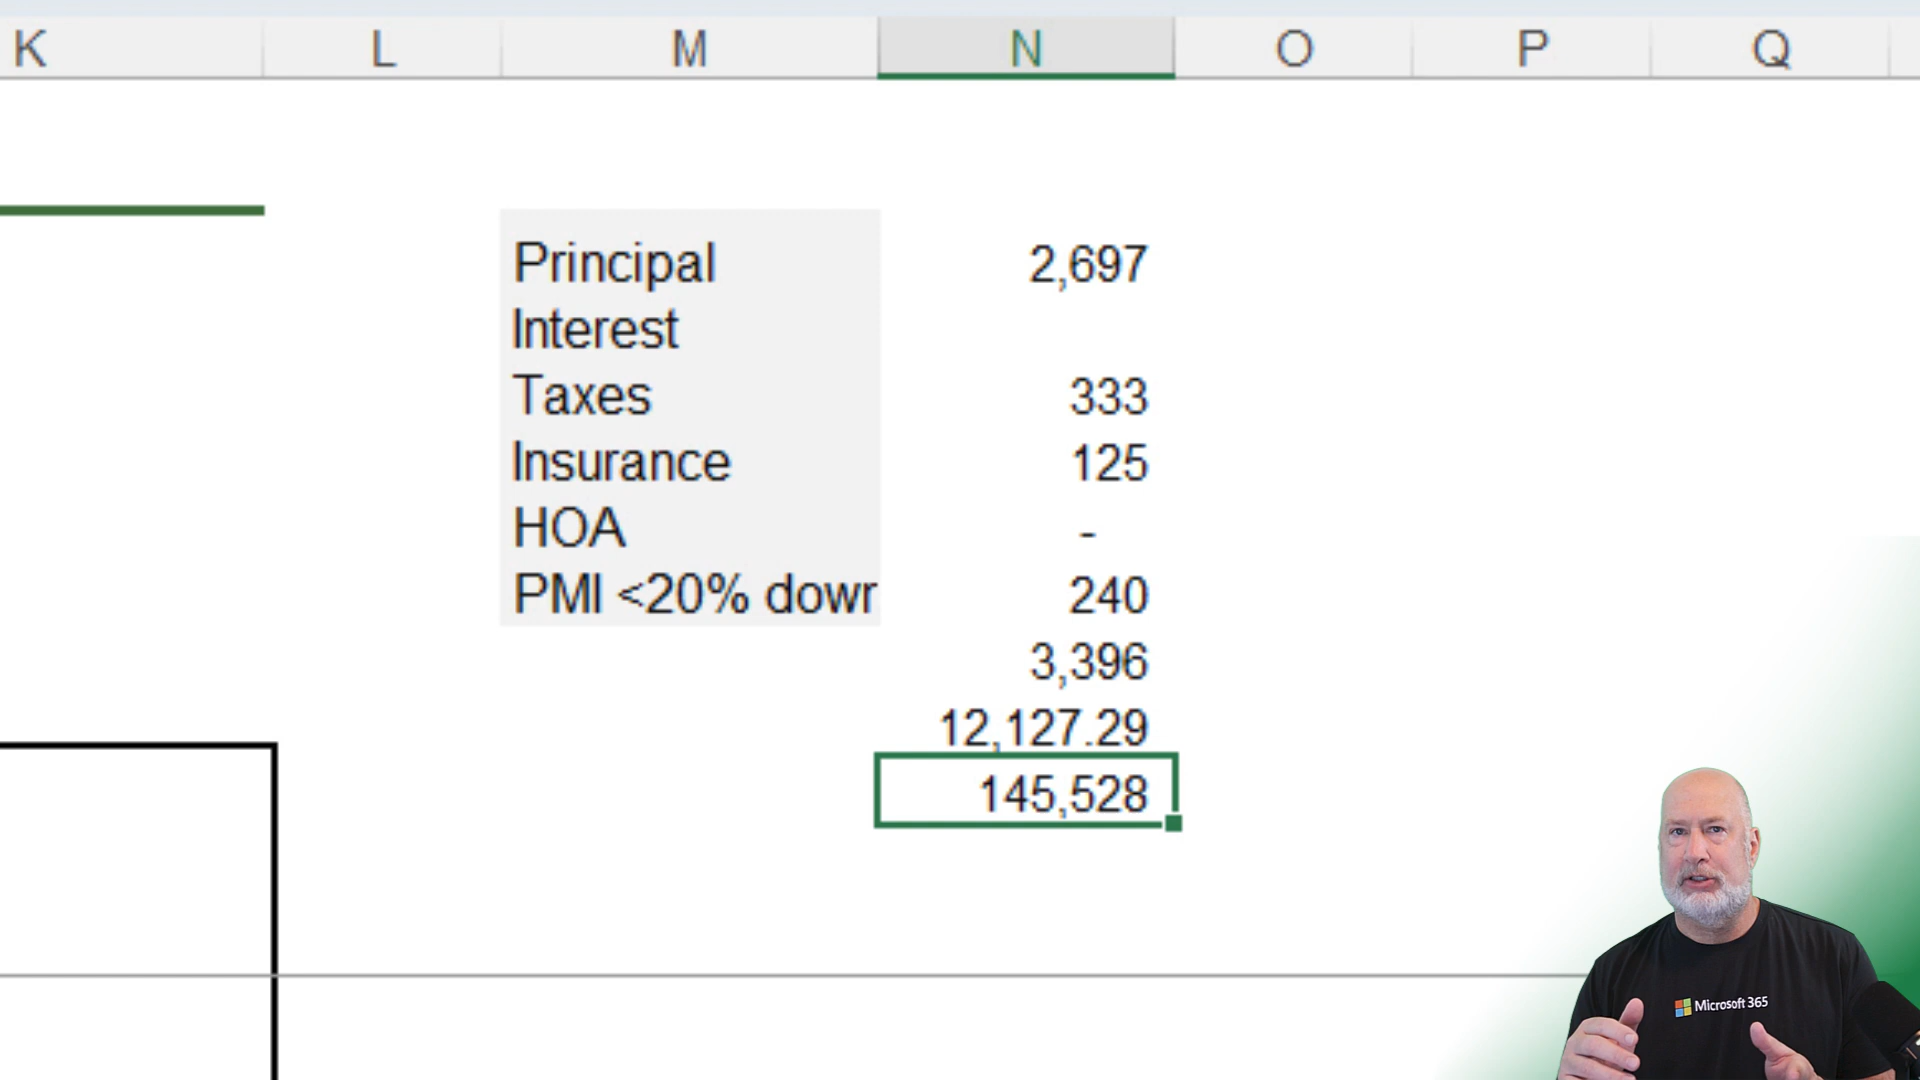 K L M N O P Q
Principal 2,697
Interest
Taxes 333
Insurance 125
HOA -
PMI <20% dowr 240
3,396
12,127.29
145,528
Microsoft 365